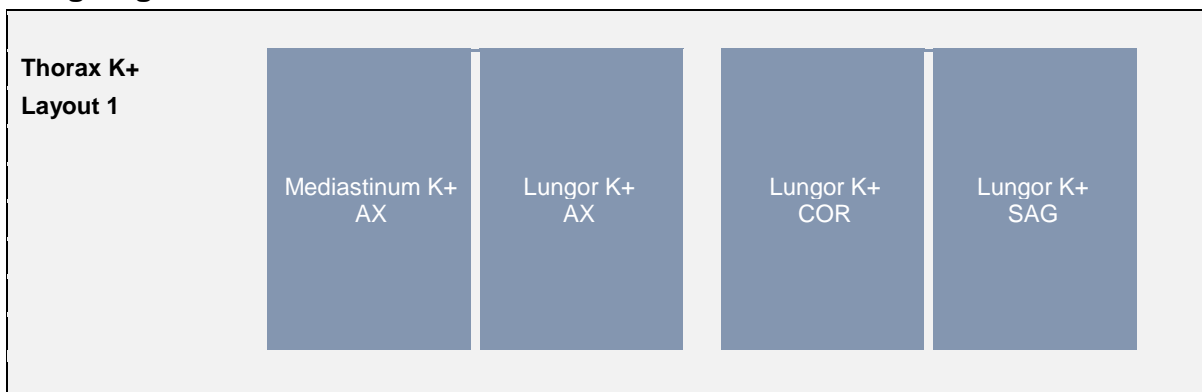 Thorax K+
Layout 1
Mediastinum K+
AX
Lungor K+
AX
Lungor K+
COR
Lungor K+
SAG